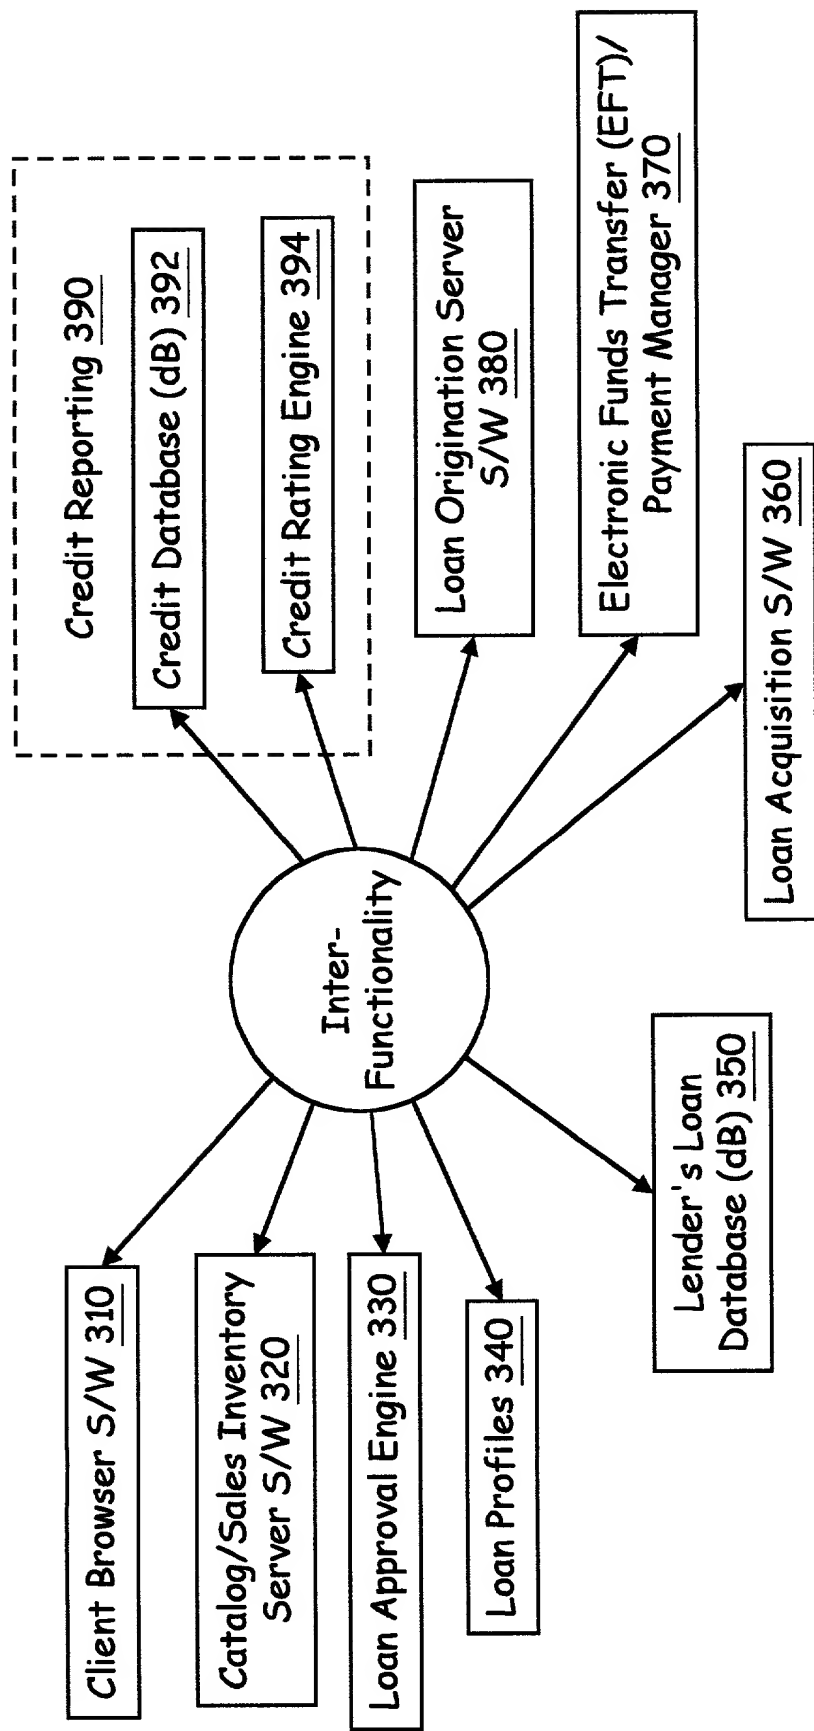 Client Browser S/W 310
Catalog/Sales Inventory
Server S/W 320
Loan Approval Engine 330
Loan Profiles 340
Lender's Loan
Database (dB) 350
Inter-
Functionality
Credit Reporting 390
Credit Database (dB) 392
Credit Rating Engine 394
Loan Origination Server
S/W 380
Electronic Funds Transfer (EFT)/
Payment Manager 370
Loan Acquisition S/W 360